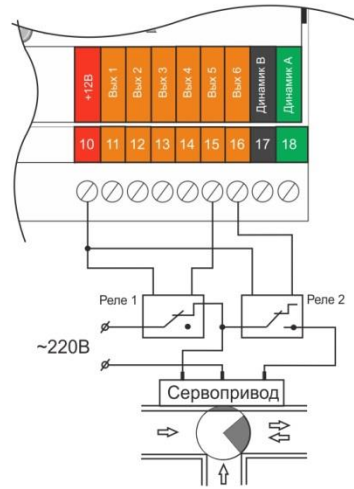 +12В
Вых 1
Вых 2
Вых 3
Вых 4
Вых 5
Вых 6
Динамик В
Динамик А
10 11 12 13 14 15 16 17 18
Реле 1
Реле 2
~220В
Сервопривод